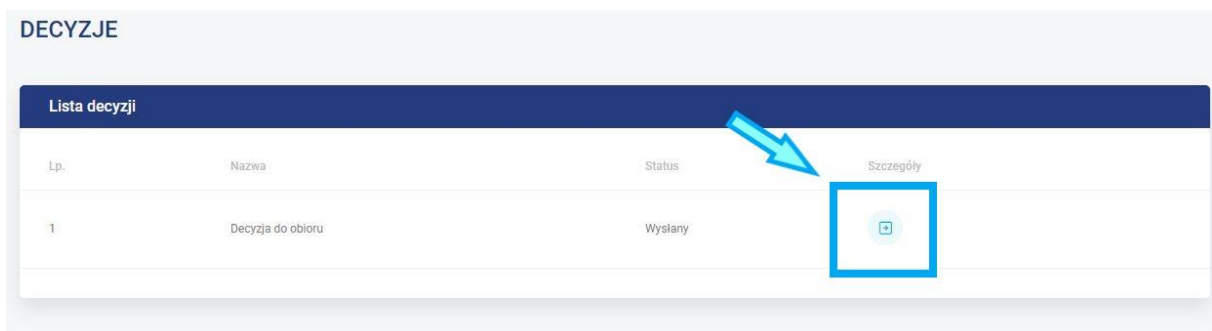 DECYZJE
Lista decyzji
Lp. Nazwa Status Szczegóły
1 Decyzja do obioru Wysłany